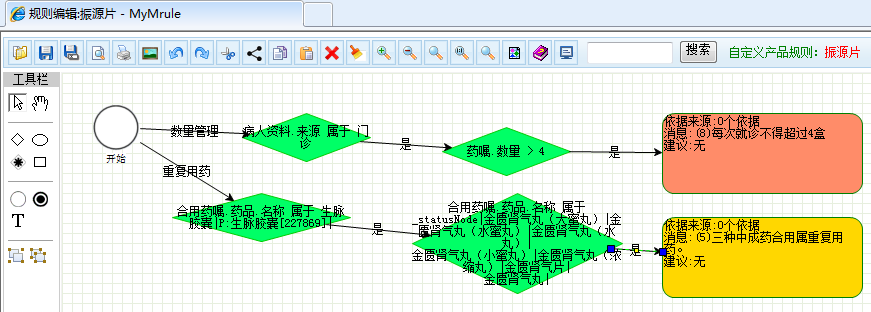 规则编辑:振源片 - MyMrule
搜索
自定义产品规则：振源片
工具栏
T
开始
数量管理
病人资料.来源 属于 门
诊
是
药嘱.数量 > 4
是
依据来源:0个依据
消息:(8)每次就诊不得超过4盒
建议:无
重复用药
合用药嘱.药品.名称 属于 生脉
胶囊|P:生脉胶囊[227869]|
是
合用药嘱.药品.名称 属于
_statusNode|金匮肾气丸（大蜜丸）|金
匮肾气丸（水蜜丸）|金匮肾气丸（水
丸）|
金匮肾气丸（小蜜丸）|金匮肾气丸（浓
缩丸）|金匮肾气片|
金匮肾气丸|
是
依据来源:0个依据
消息:(5)三种中成药合用属重复用
药。
建议:无